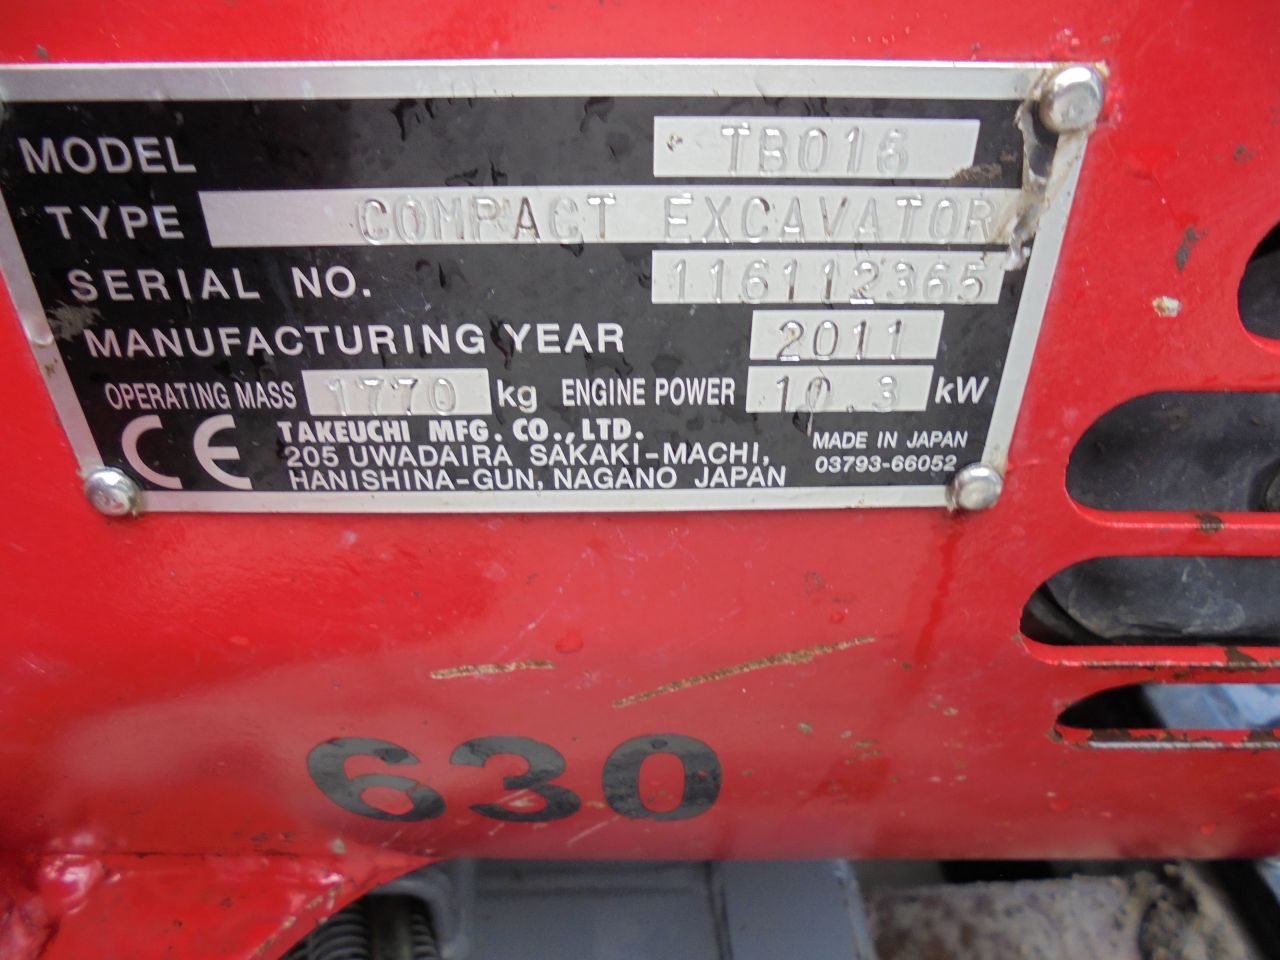 MODEL TB016
TYPE COMPACT EXCAVATOR
SERIAL NO. 116112365
MANUFACTURING YEAR 2011
OPERATING MASS 1770 kg ENGINE POWER 10.3 kW
CE TAKEUCHI MFG. CO.,LTD.
205 UWADAIRA SAKAKI-MACHI,
HANISHINA-GUN, NAGANO JAPAN
MADE IN JAPAN
03793-66052
630